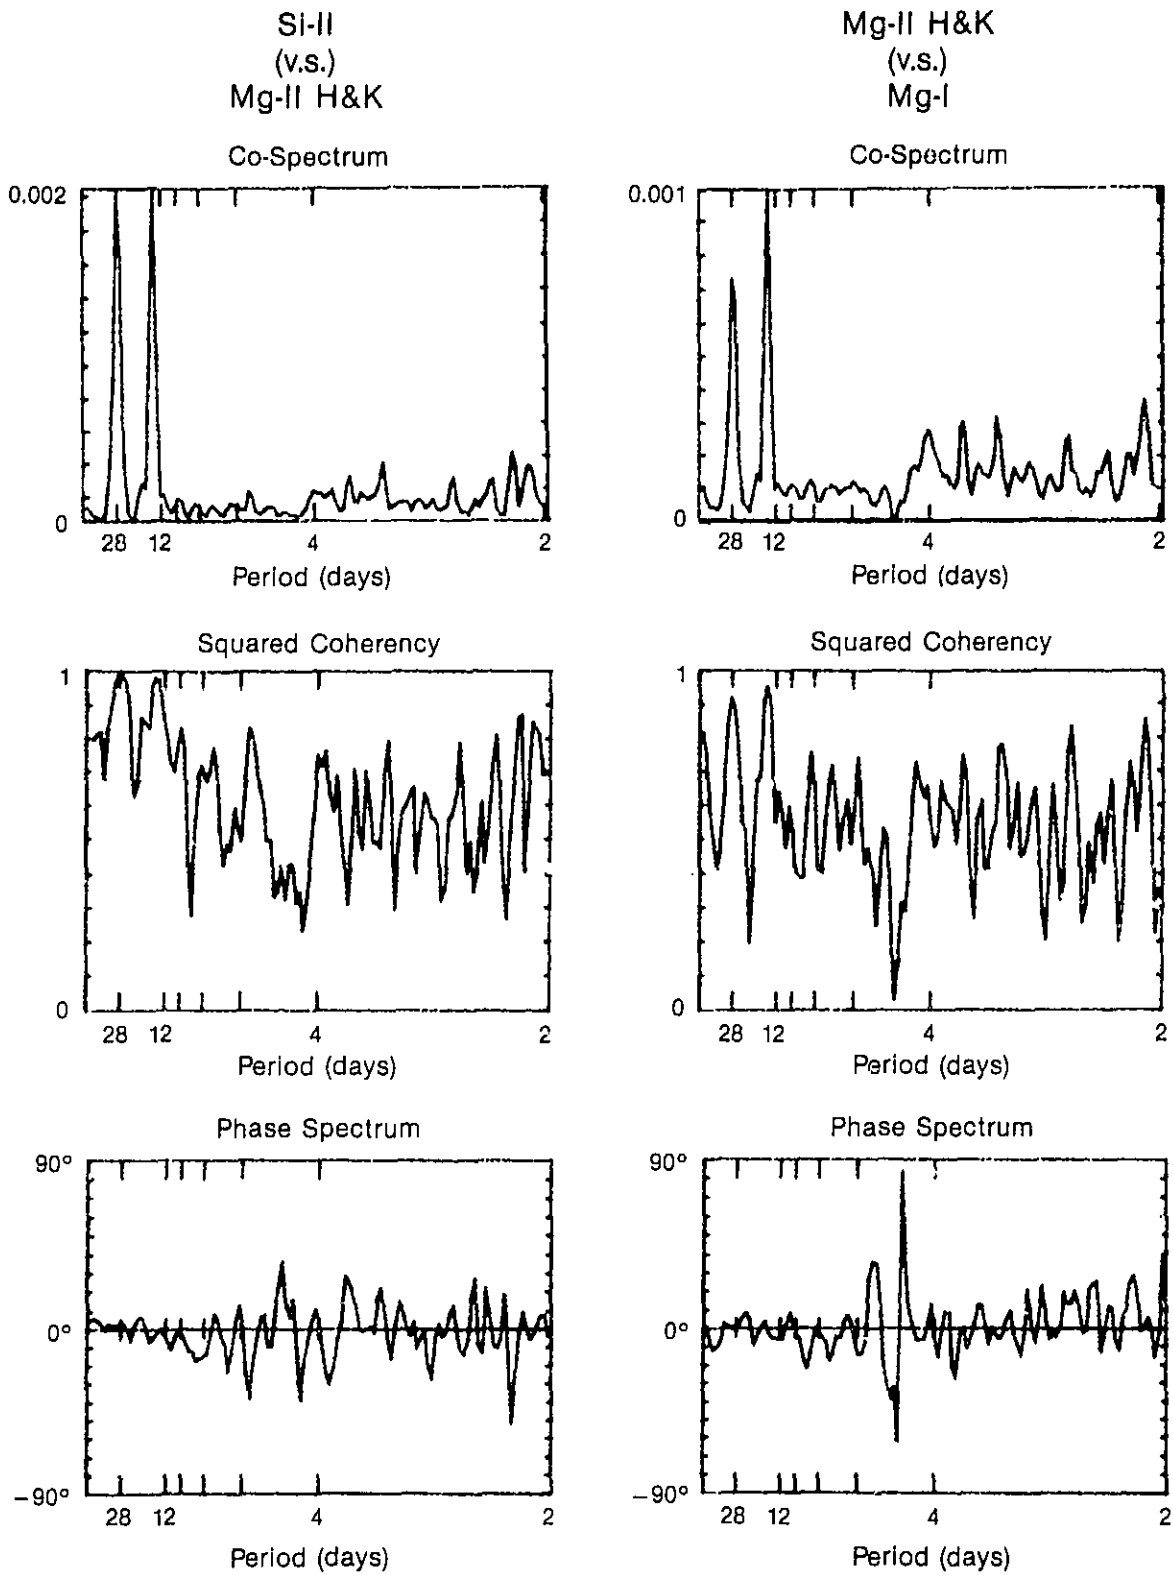 Si-II
(v.s.)
Mg-II H&K
Co-Spectrum
0.002
0
28 12 4 2
Period (days)
Squared Coherency
1
0
28 12 4 2
Period (days)
Phase Spectrum
90°
0°
−90°
28 12 4 2
Period (days)
Mg-II H&K
(v.s.)
Mg-I
Co-Spectrum
0.001
0
28 12 4 2
Period (days)
Squared Coherency
1
0
28 12 4 2
Period (days)
Phase Spectrum
90°
0°
−90°
28 12 4 2
Period (days)